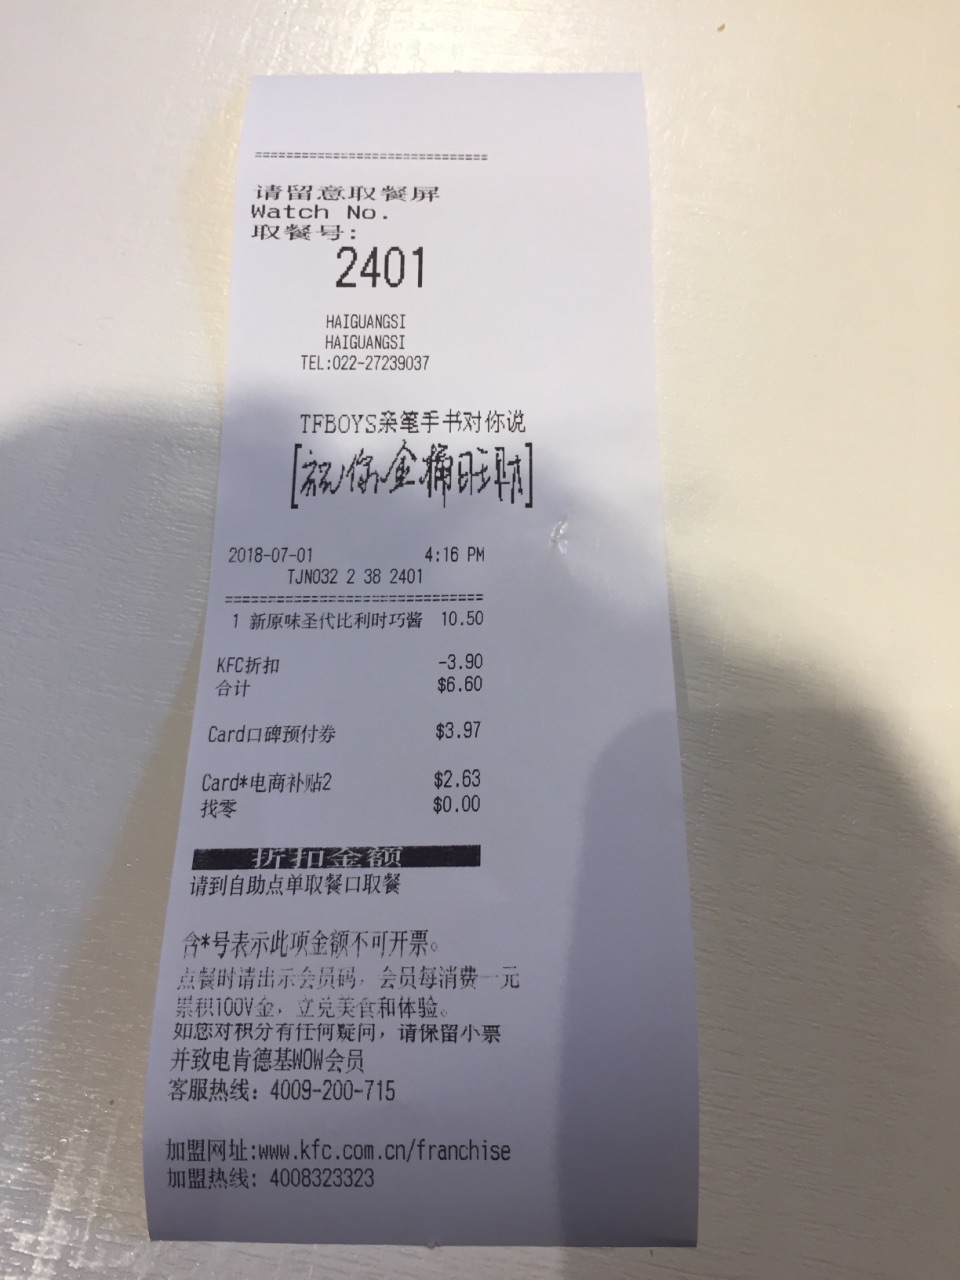 ==============================
请留意取餐屏
Watch No.
取餐号:
2401
HAIGUANGSI
HAIGUANGSI
TEL:022-27239037
TFBOYS亲笔手书对你说
[祝你金桶旺财]
2018-07-01 4:16 PM
TJN032 2 38 2401
==============================
1 新原味圣代比利时巧酱 10.50
KFC折扣 -3.90
合计 $6.60
Card口碑预付券 $3.97
Card*电商补贴2 $2.63
找零 $0.00
折扣金额
请到自助点单取餐口取餐
含*号表示此项金额不可开票。
点餐时请出示会员码，会员每消费一元
累积100V金，立兑美食和体验。
如您对积分有任何疑问，请保留小票
并致电肯德基WOW会员
客服热线：4009-200-715
加盟网址:www.kfc.com.cn/franchise
加盟热线: 4008323323